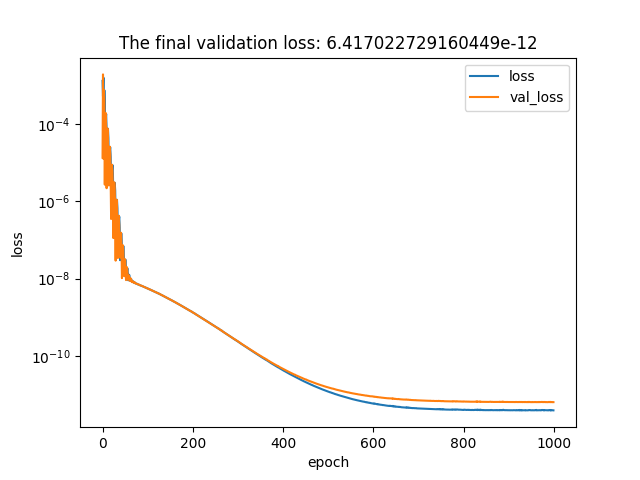 The final validation loss: 6.417022729160449e-12
loss
val_loss
10⁻⁴
10⁻⁶
10⁻⁸
10⁻¹⁰
loss
0
200
400
600
800
1000
epoch